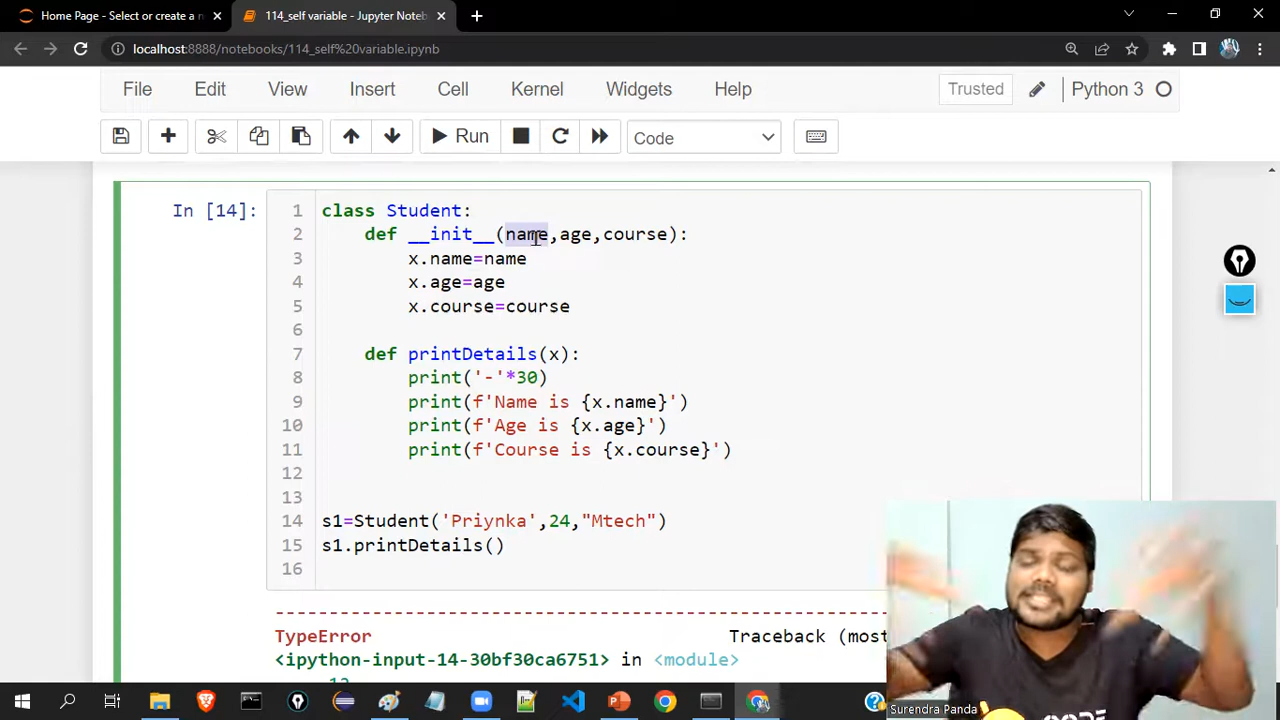 Home Page - Select or create a n
114_self variable - Jupyter Noteb
localhost:8888/notebooks/114_self%20variable.ipynb
File Edit View Insert Cell Kernel Widgets Help Trusted Python 3
Run Code
In [14]:
1 class Student:
2 def __init__(name,age,course):
3 x.name=name
4 x.age=age
5 x.course=course
6
7 def printDetails(x):
8 print('-'*30)
9 print(f'Name is {x.name}')
10 print(f'Age is {x.age}')
11 print(f'Course is {x.course}')
12
13
14 s1=Student('Priynka',24,"Mtech")
15 s1.printDetails()
16
---------------------------------------------------------
TypeError Traceback (most
<ipython-input-14-30bf30ca6751> in <module>
Surendra Panda